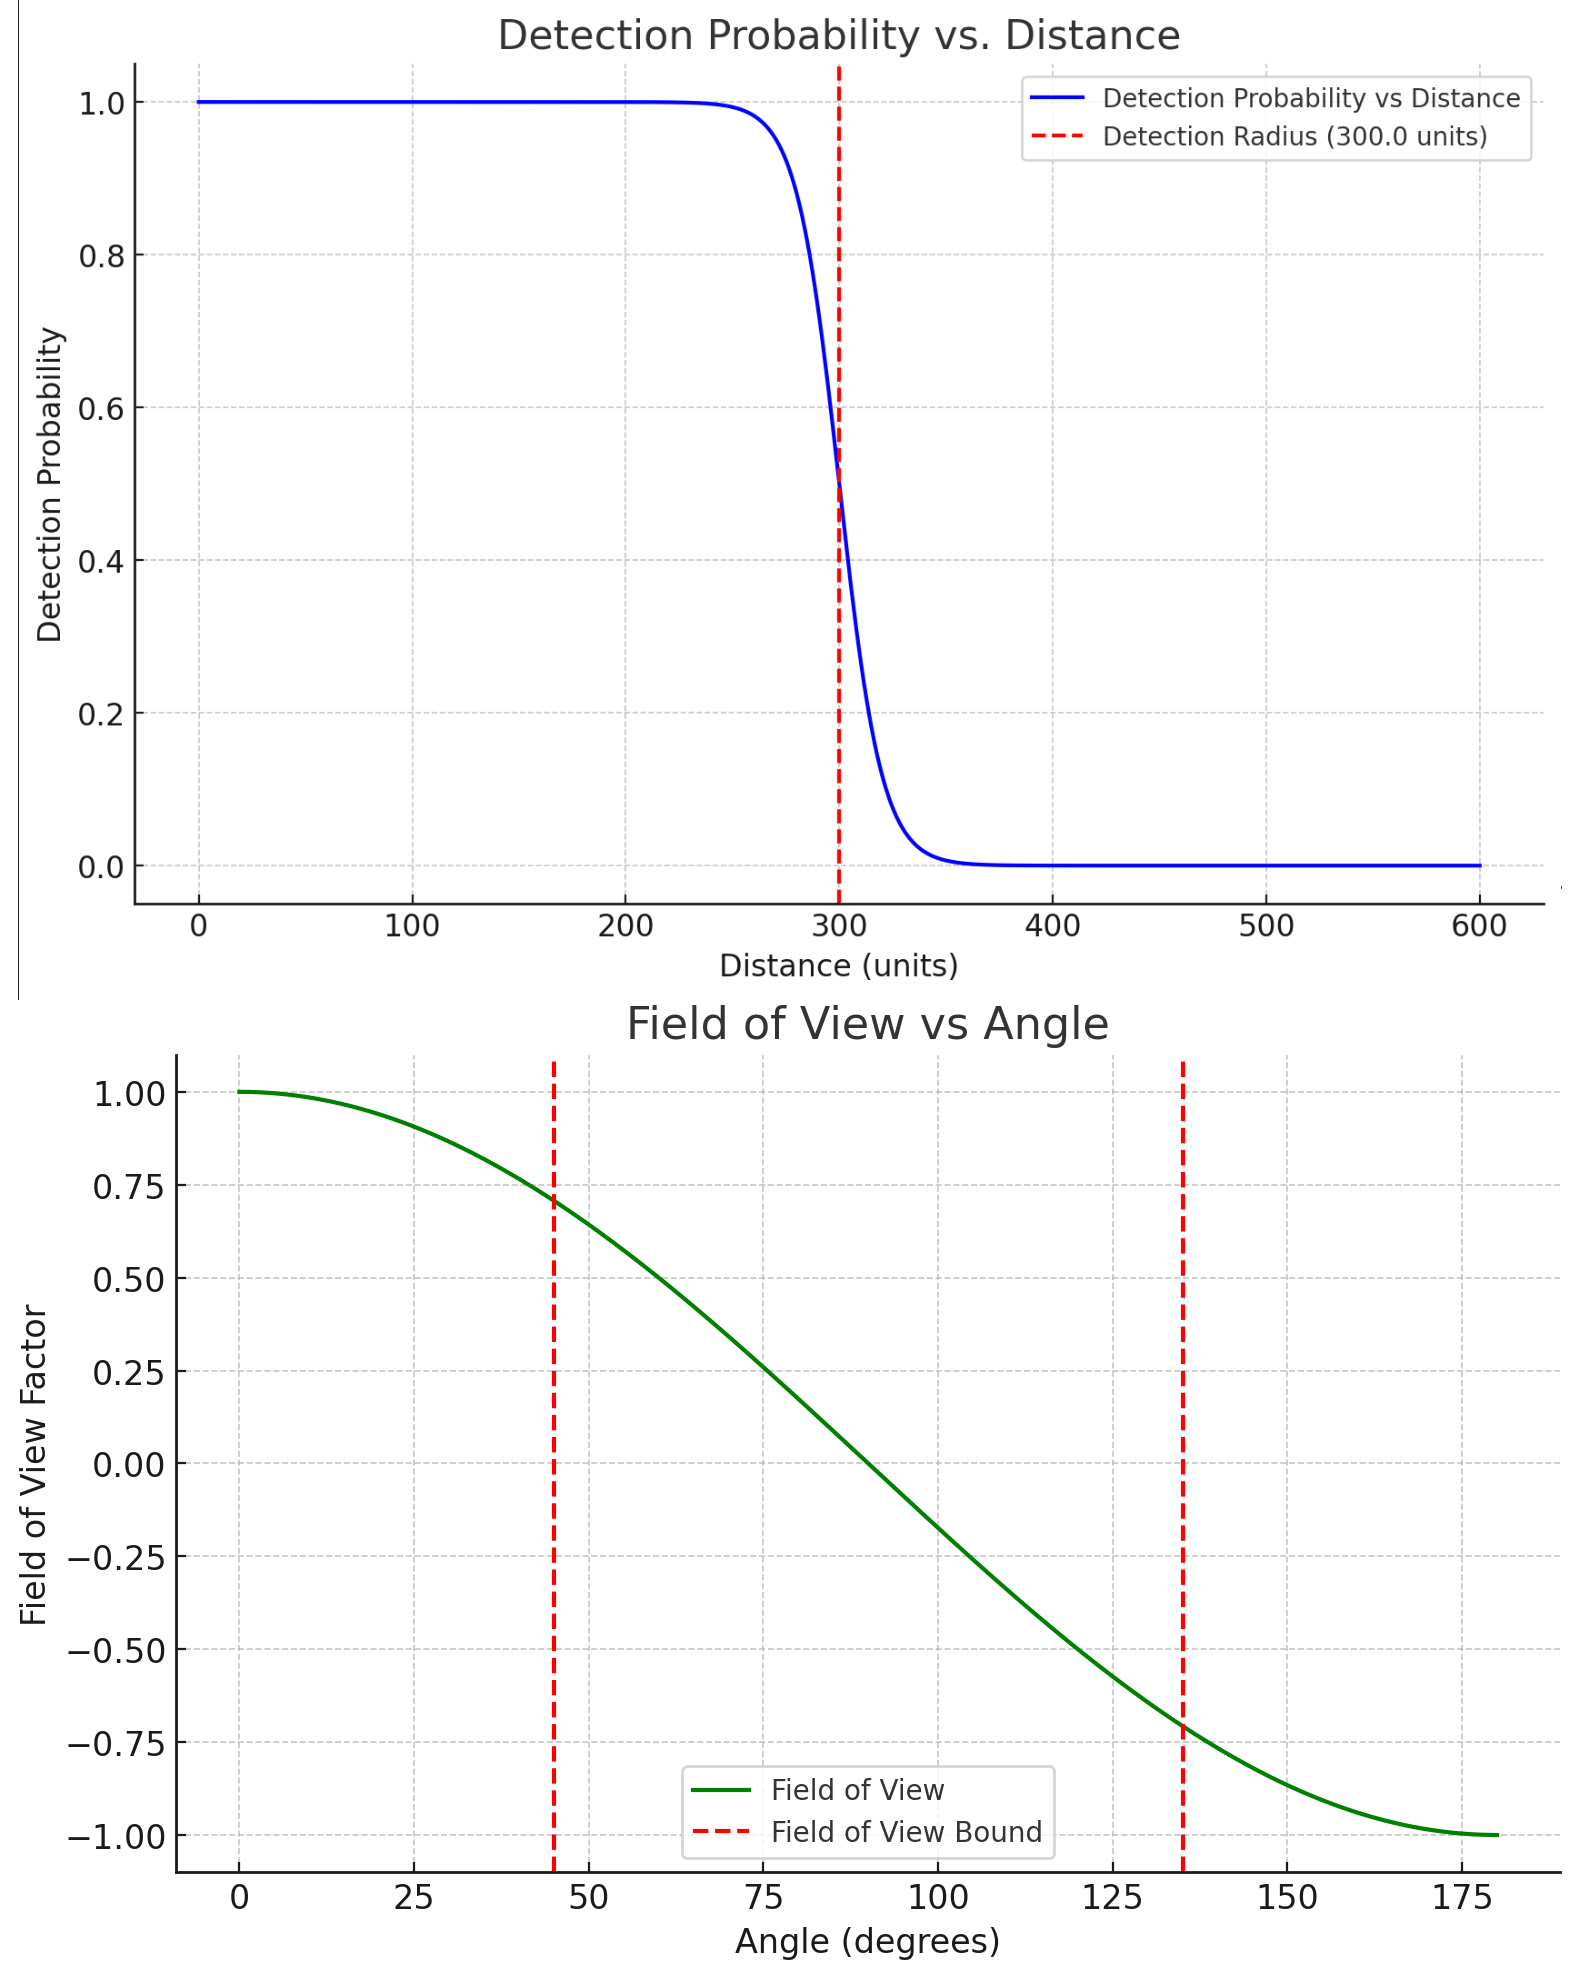 Detection Probability vs. Distance
Detection Probability vs Distance
Detection Radius (300.0 units)
1.0
0.8
0.6
0.4
0.2
0.0
Detection Probability
0 100 200 300 400 500 600
Distance (units)
Field of View vs Angle
1.00
0.75
0.50
0.25
0.00
−0.25
−0.50
−0.75
−1.00
Field of View Factor
Field of View
Field of View Bound
0 25 50 75 100 125 150 175
Angle (degrees)